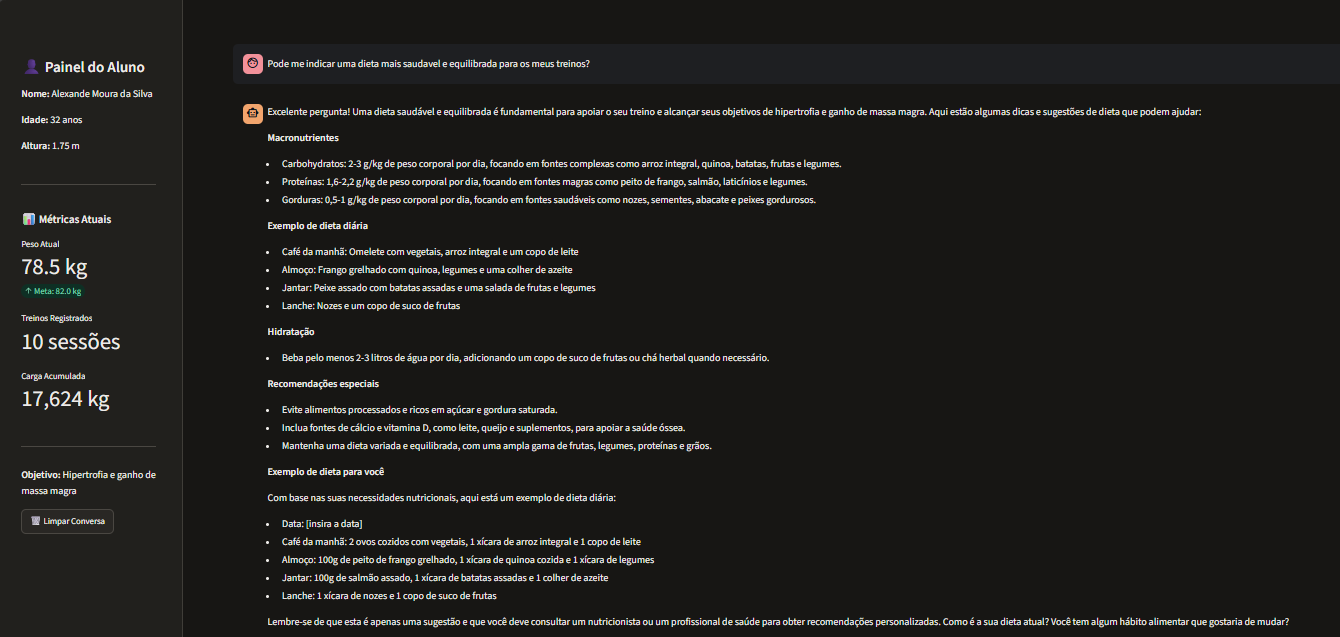 Painel do Aluno
Nome: Alexande Moura da Silva
Idade: 32 anos
Altura: 1.75 m
Métricas Atuais
Peso Atual
78.5 kg
↑ Meta: 82.0 kg
Treinos Registrados
10 sessões
Carga Acumulada
17,624 kg
Objetivo: Hipertrofia e ganho de
massa magra
Limpar Conversa
Pode me indicar uma dieta mais saudavel e equilibrada para os meus treinos?
Excelente pergunta! Uma dieta saudável e equilibrada é fundamental para apoiar o seu treino e alcançar seus objetivos de hipertrofia e ganho de massa magra. Aqui estão algumas dicas e sugestões de dieta que podem ajudar:
Macronutrientes
• Carbohydratos: 2-3 g/kg de peso corporal por dia, focando em fontes complexas como arroz integral, quinoa, batatas, frutas e legumes.
• Proteínas: 1,6-2,2 g/kg de peso corporal por dia, focando em fontes magras como peito de frango, salmão, laticínios e legumes.
• Gorduras: 0,5-1 g/kg de peso corporal por dia, focando em fontes saudáveis como nozes, sementes, abacate e peixes gordurosos.
Exemplo de dieta diária
• Café da manhã: Omelete com vegetais, arroz integral e um copo de leite
• Almoço: Frango grelhado com quinoa, legumes e uma colher de azeite
• Jantar: Peixe assado com batatas assadas e uma salada de frutas e legumes
• Lanche: Nozes e um copo de suco de frutas
Hidratação
• Beba pelo menos 2-3 litros de água por dia, adicionando um copo de suco de frutas ou chá herbal quando necessário.
Recomendações especiais
• Evite alimentos processados e ricos em açúcar e gordura saturada.
• Inclua fontes de cálcio e vitamina D, como leite, queijo e suplementos, para apoiar a saúde óssea.
• Mantenha uma dieta variada e equilibrada, com uma ampla gama de frutas, legumes, proteínas e grãos.
Exemplo de dieta para você
Com base nas suas necessidades nutricionais, aqui está um exemplo de dieta diária:
• Data: [insira a data]
• Café da manhã: 2 ovos cozidos com vegetais, 1 xícara de arroz integral e 1 copo de leite
• Almoço: 100g de peito de frango grelhado, 1 xícara de quinoa cozida e 1 xícara de legumes
• Jantar: 100g de salmão assado, 1 xícara de batatas assadas e 1 colher de azeite
• Lanche: 1 xícara de nozes e 1 copo de suco de frutas
Lembre-se de que esta é apenas uma sugestão e que você deve consultar um nutricionista ou um profissional de saúde para obter recomendações personalizadas. Como é a sua dieta atual? Você tem algum hábito alimentar que gostaria de mudar?